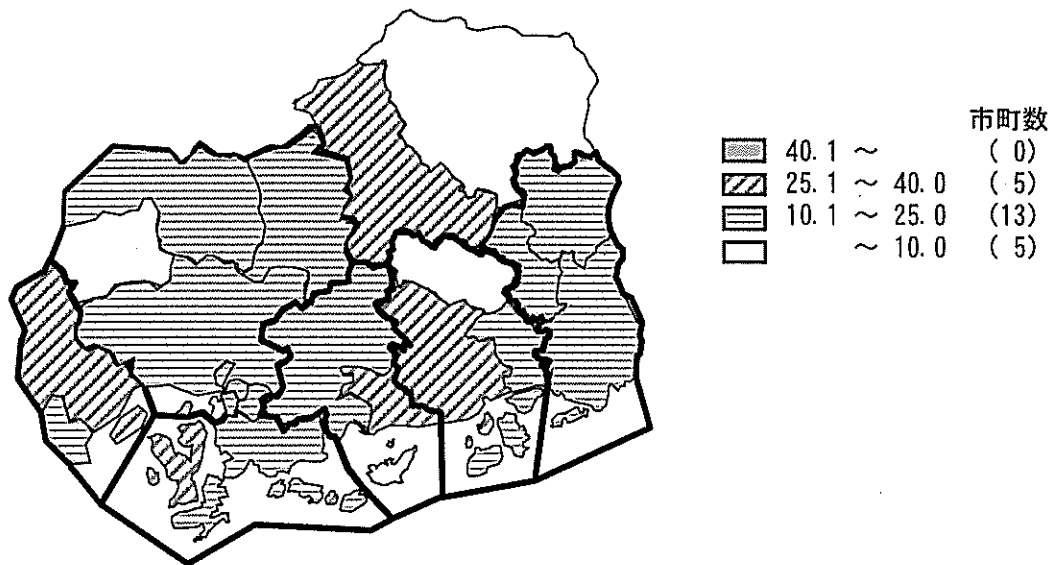 市町数
40.1 ～ ( 0)
25.1 ～ 40.0 ( 5)
10.1 ～ 25.0 (13)
～ 10.0 ( 5)